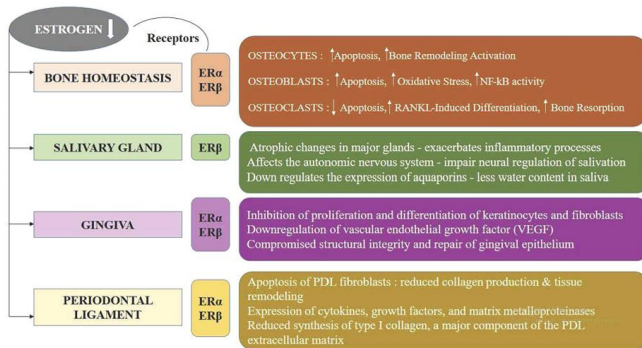 ESTROGEN
Receptors
BONE HOMEOSTASIS
ERα
ERβ
OSTEOCYTES : ↑Apoptosis, ↑Bone Remodeling Activation
OSTEOBLASTS : ↑Apoptosis, ↑Oxidative Stress, ↑NF-kB activity
OSTEOCLASTS : ↓ Apoptosis, ↑RANKL-Induced Differentiation, ↑ Bone Resorption
SALIVARY GLAND
ERβ
Atrophic changes in major glands - exacerbates inflammatory processes
Affects the autonomic nervous system - impair neural regulation of salivation
Down regulates the expression of aquaporins - less water content in saliva
GINGIVA
ERα
ERβ
Inhibition of proliferation and differentiation of keratinocytes and fibroblasts
Downregulation of vascular endothelial growth factor (VEGF)
Compromised structural integrity and repair of gingival epithelium
PERIODONTAL
LIGAMENT
ERα
ERβ
Apoptosis of PDL fibroblasts : reduced collagen production & tissue
remodeling
Expression of cytokines, growth factors, and matrix metalloproteinases
Reduced synthesis of type I collagen, a major component of the PDL
extracellular matrix